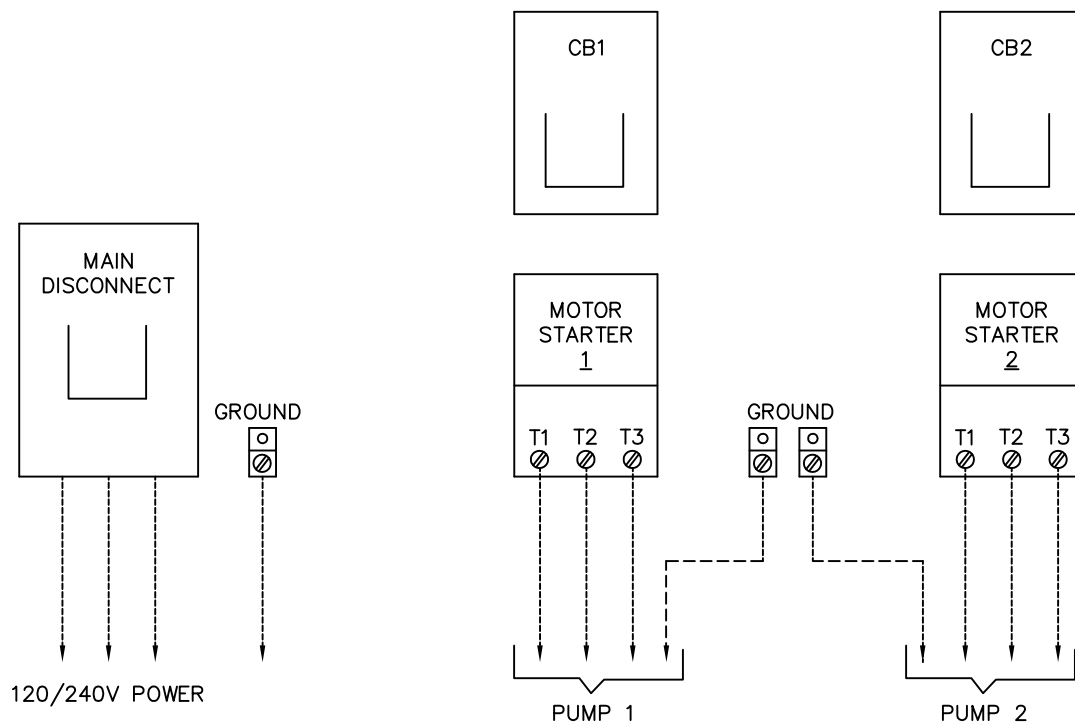 CB1
CB2
MAIN
DISCONNECT
MOTOR
STARTER
1
MOTOR
STARTER
2
GROUND
GROUND
T1 T2 T3
T1 T2 T3
120/240V POWER
PUMP 1
PUMP 2